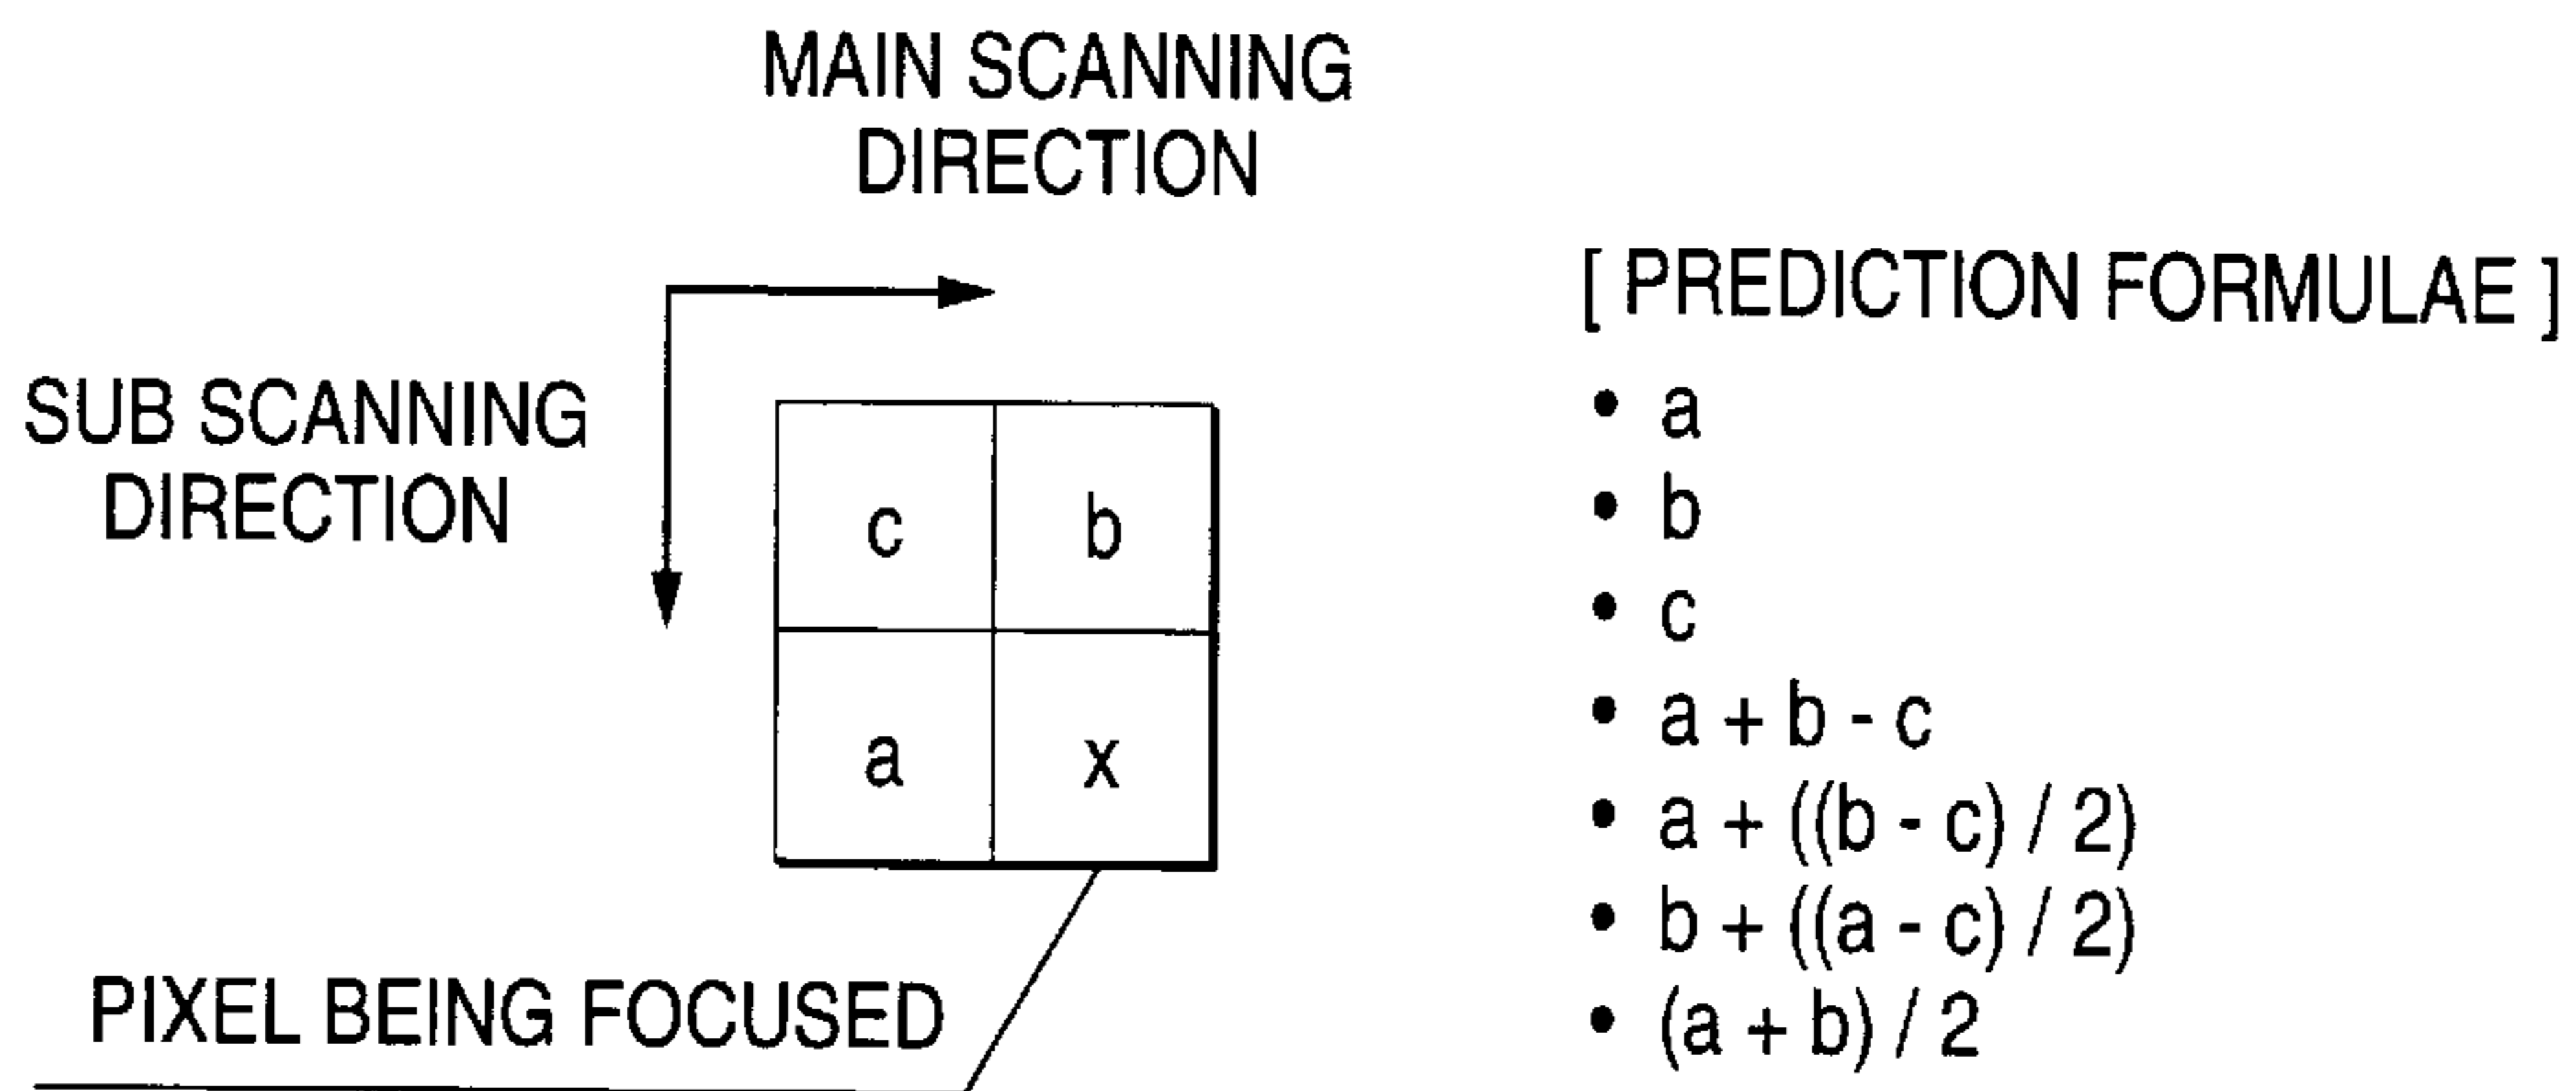 MAIN SCANNING
DIRECTION
SUB SCANNING
DIRECTION
c b
a x
PIXEL BEING FOCUSED
[ PREDICTION FORMULAE ]
• a
• b
• c
• a + b - c
• a + ((b - c) / 2)
• b + ((a - c) / 2)
• (a + b) / 2